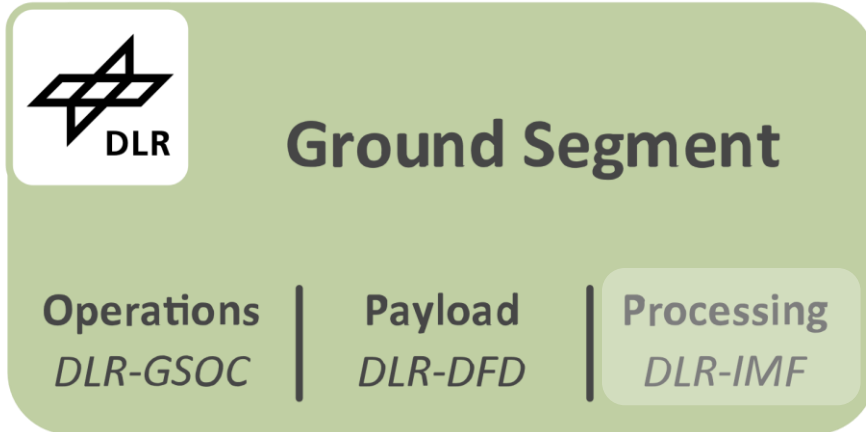 DLR
Ground Segment
Operations
DLR-GSOC
Payload
DLR-DFD
Processing
DLR-IMF